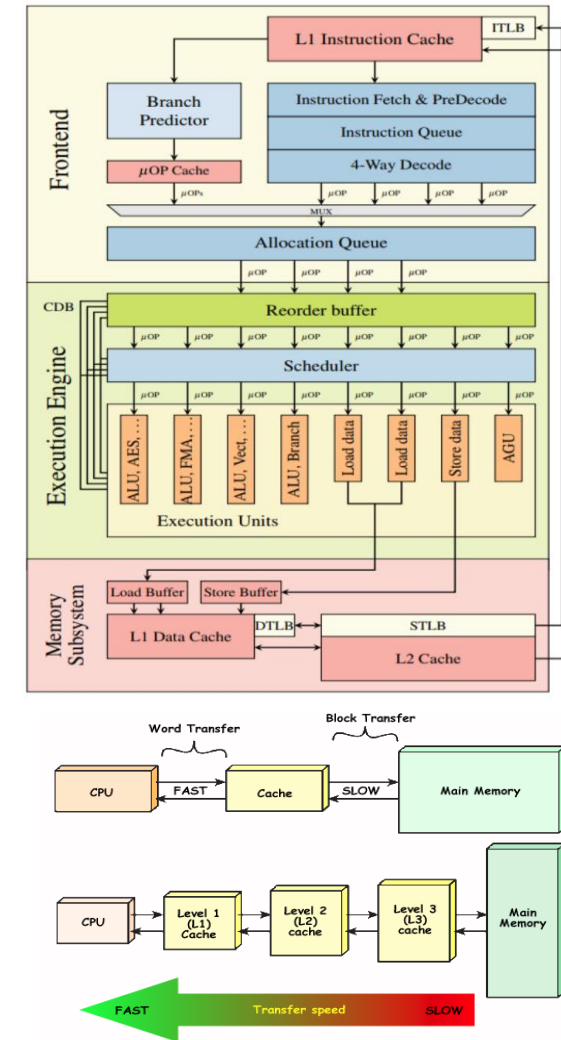 Frontend
L1 Instruction Cache
ITLB
Branch
Predictor
Instruction Fetch & PreDecode
Instruction Queue
4-Way Decode
μOP Cache
μOPs
μOP
μOP
μOP
μOP
MUX
Allocation Queue
μOP
μOP
μOP
μOP
Execution Engine
CDB
Reorder buffer
μOP
μOP
μOP
μOP
μOP
μOP
μOP
μOP
Scheduler
μOP
μOP
μOP
μOP
μOP
μOP
μOP
μOP
ALU, AES, . . .
ALU, FMA, . . .
ALU, Vect, . . .
ALU, Branch
Load data
Load data
Store data
AGU
Execution Units
Memory
Subsystem
Load Buffer
Store Buffer
L1 Data Cache
DTLB
STLB
L2 Cache
Word Transfer
Block Transfer
CPU
FAST
Cache
SLOW
Main Memory
CPU
Level 1
(L1)
Cache
Level 2
(L2)
cache
Level 3
(L3)
cache
Main
Memory
FAST
Transfer speed
SLOW